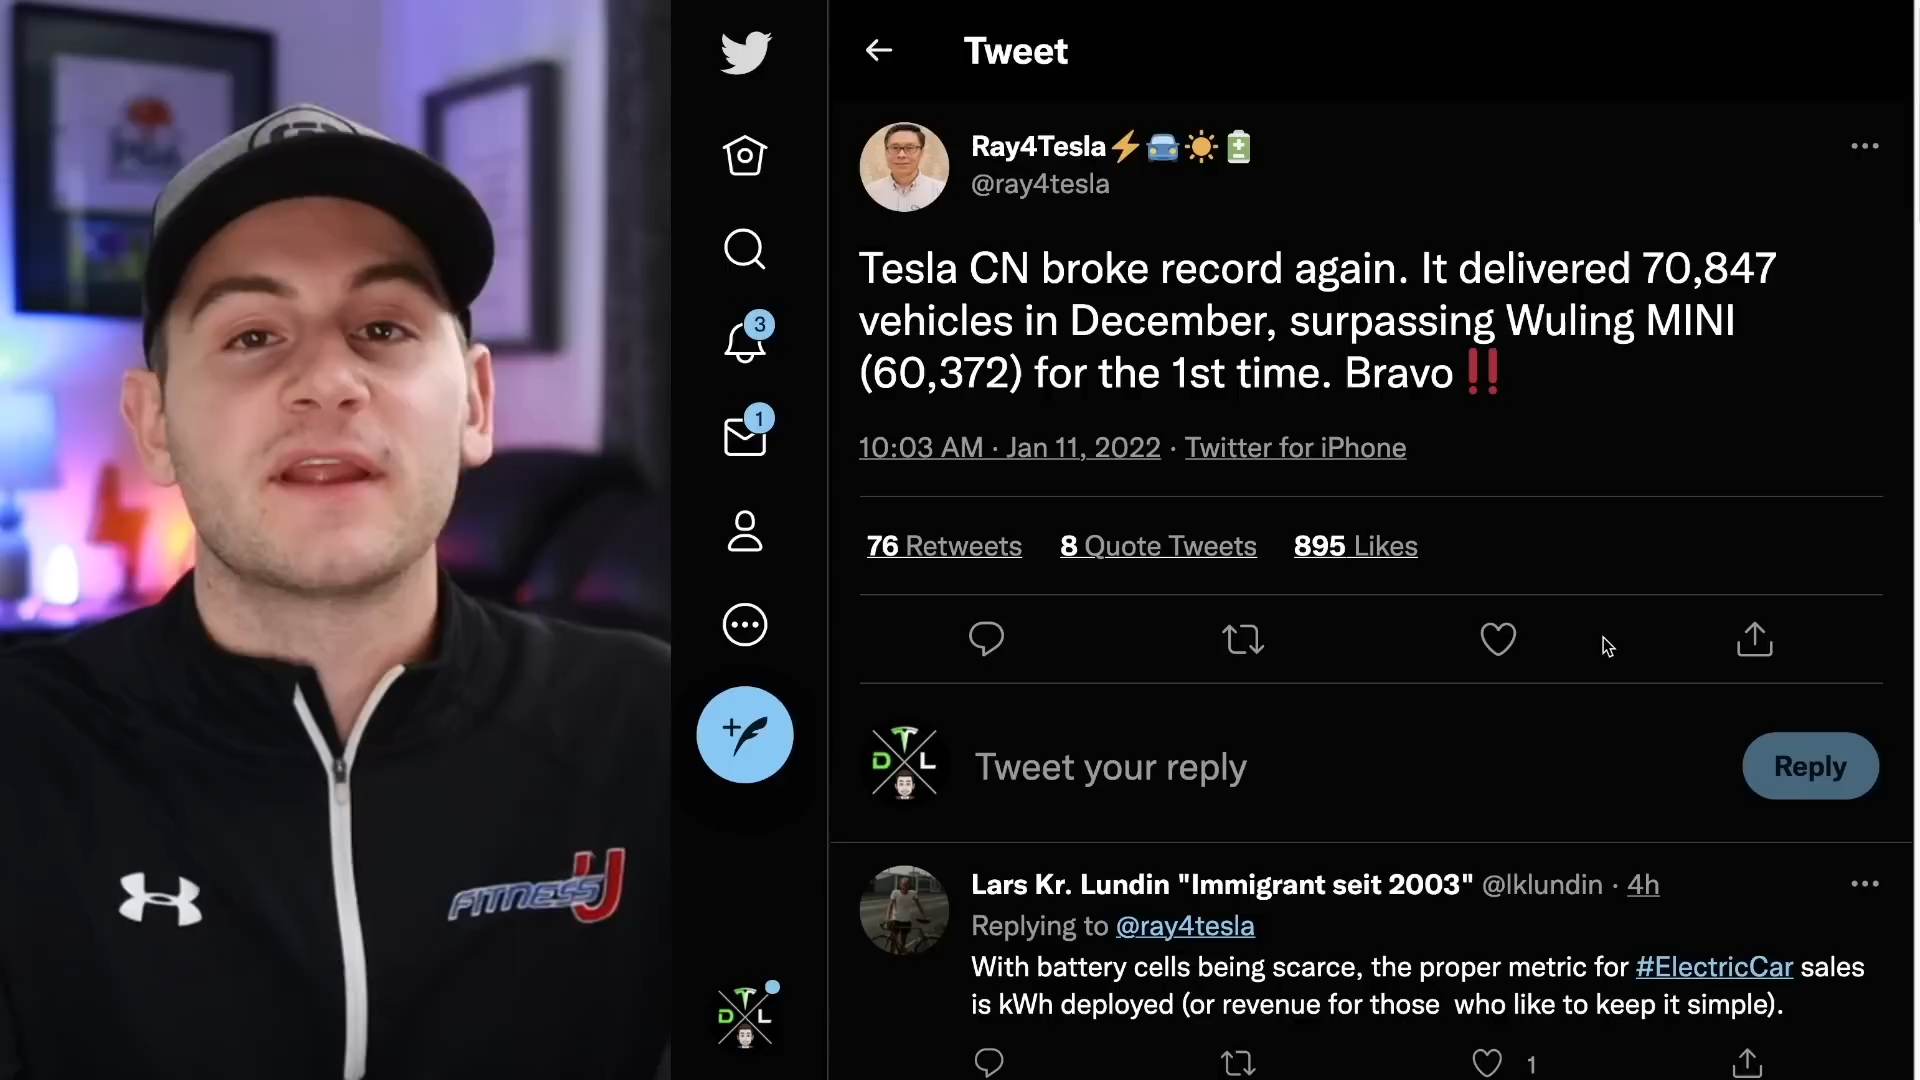 Tweet
Ray4Tesla
@ray4tesla
Tesla CN broke record again. It delivered 70,847
vehicles in December, surpassing Wuling MINI
(60,372) for the 1st time. Bravo‼️
10:03 AM · Jan 11, 2022 · Twitter for iPhone
76 Retweets 8 Quote Tweets 895 Likes
3
1
D L
Tweet your reply
Reply
Lars Kr. Lundin "Immigrant seit 2003" @lklundin · 4h
Replying to @ray4tesla
With battery cells being scarce, the proper metric for #ElectricCar sales
is kWh deployed (or revenue for those who like to keep it simple).
1
D L
FITNESS U